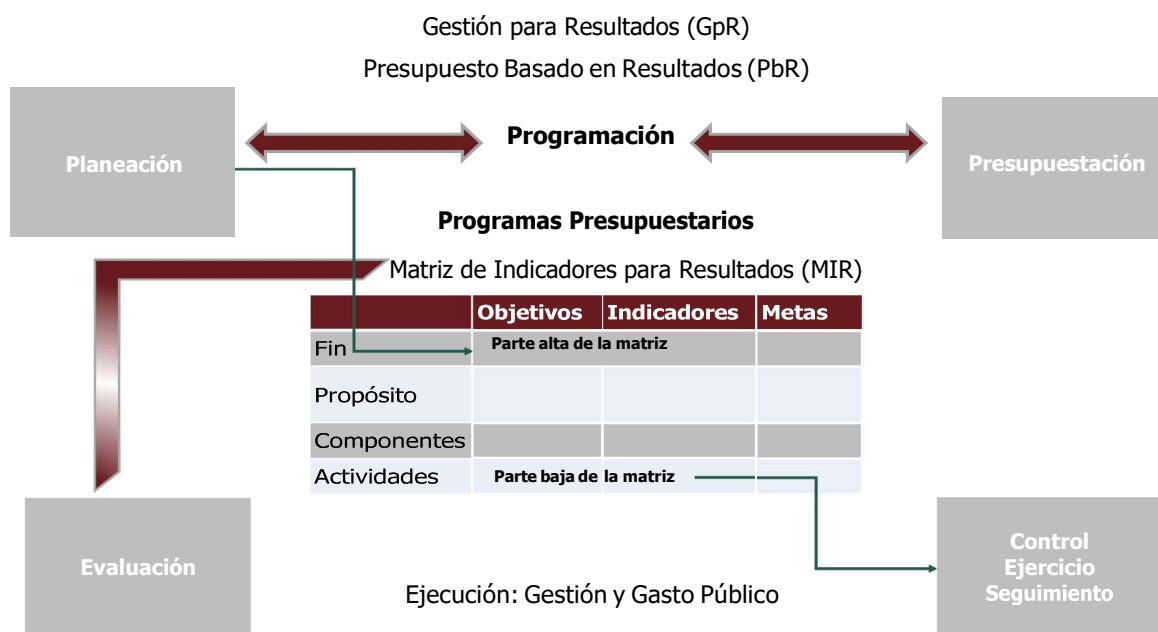 Gestión para Resultados (GpR)
Presupuesto Basado en Resultados (PbR)
Planeación
Programación
Presupuestación
Programas Presupuestarios
Matriz de Indicadores para Resultados (MIR)
Objetivos Indicadores Metas
Fin Parte alta de la matriz
Propósito
Componentes
Actividades Parte baja de la matriz
Evaluación
Control
Ejercicio
Seguimiento
Ejecución: Gestión y Gasto Público